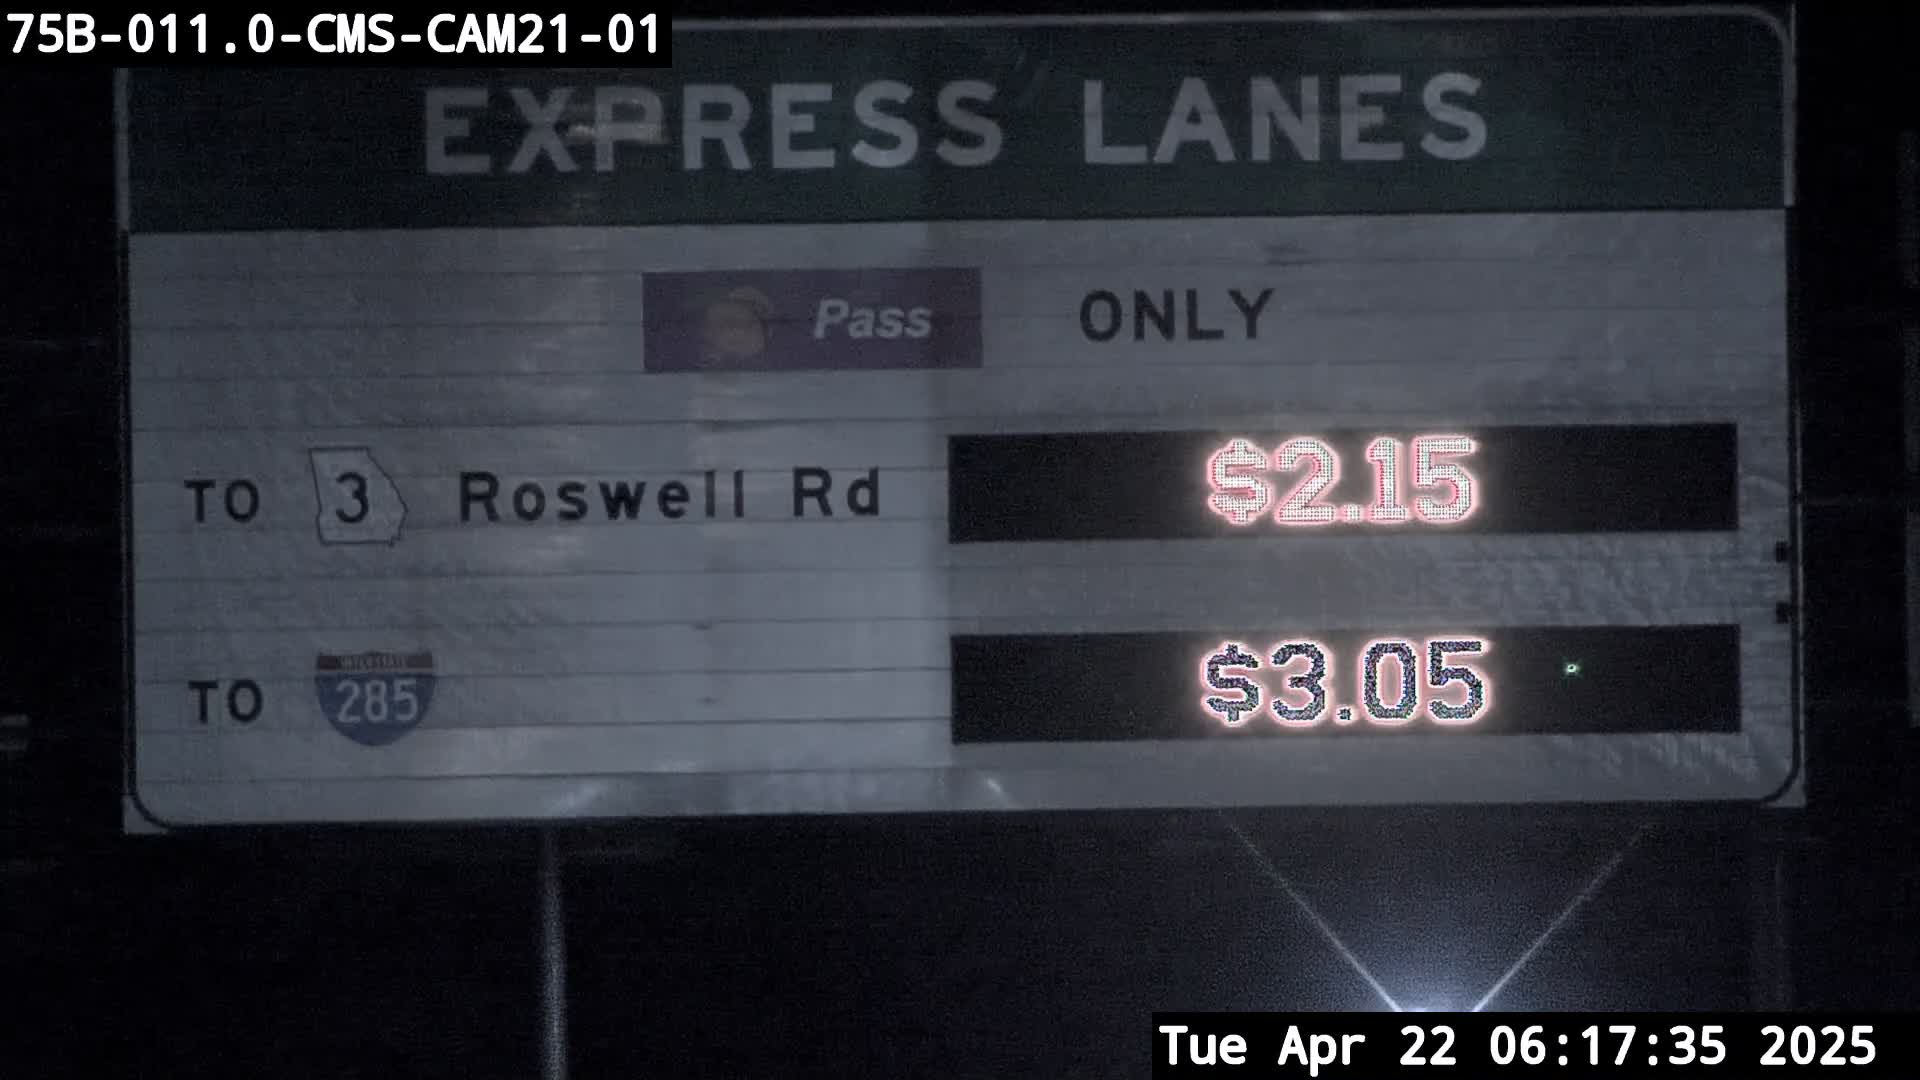 75B-011.0-CMS-CAM21-01
EXPRESS LANES
Pass ONLY
TO 3 Roswell Rd $2.15
INTERSTATE
TO 285 $3.05
Tue Apr 22 06:17:35 2025